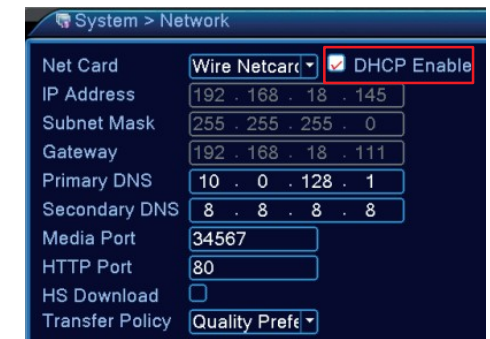 System > Network
Net Card Wire Netcarc DHCP Enable
IP Address 192 . 168 . 18 . 145
Subnet Mask 255 . 255 . 255 . 0
Gateway 192 . 168 . 18 . 111
Primary DNS 10 . 0 . 128 . 1
Secondary DNS 8 . 8 . 8 . 8
Media Port 34567
HTTP Port 80
HS Download
Transfer Policy Quality Prefe